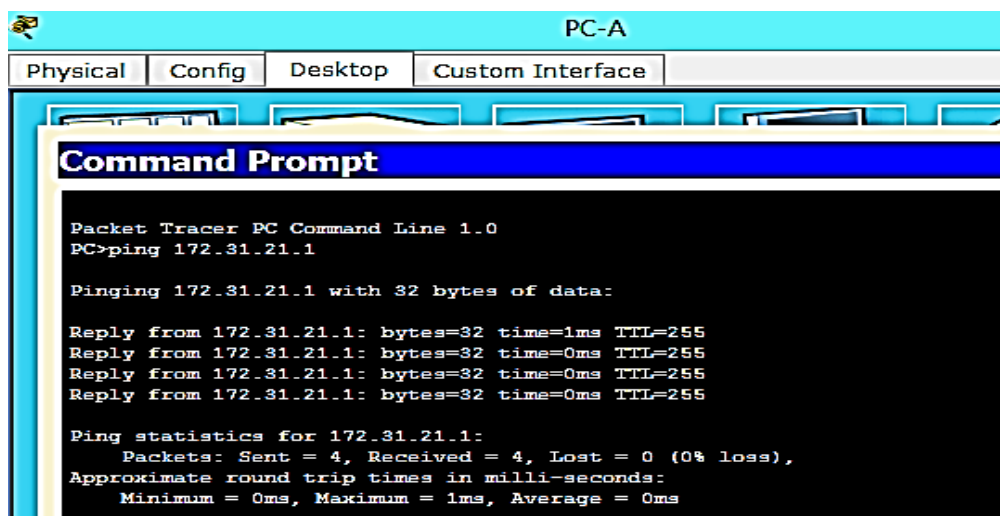 PC-A
Physical Config Desktop Custom Interface
Command Prompt
Packet Tracer PC Command Line 1.0
PC>ping 172.31.21.1
Pinging 172.31.21.1 with 32 bytes of data:
Reply from 172.31.21.1: bytes=32 time=1ms TTL=255
Reply from 172.31.21.1: bytes=32 time=0ms TTL=255
Reply from 172.31.21.1: bytes=32 time=0ms TTL=255
Reply from 172.31.21.1: bytes=32 time=0ms TTL=255
Ping statistics for 172.31.21.1:
Packets: Sent = 4, Received = 4, Lost = 0 (0% loss),
Approximate round trip times in milli-seconds:
Minimum = 0ms, Maximum = 1ms, Average = 0ms